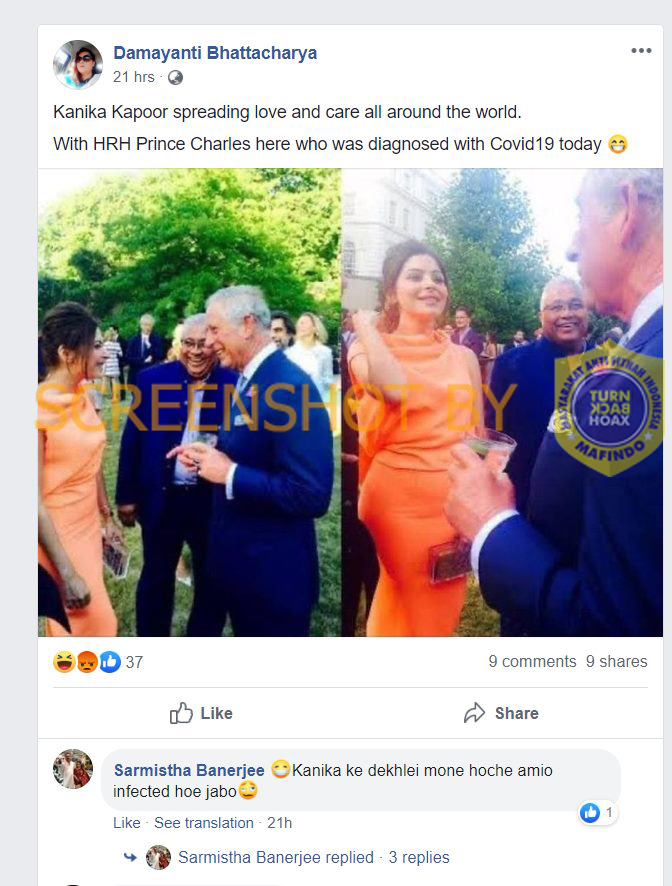 Damayanti Bhattacharya
21 hrs ·
Kanika Kapoor spreading love and care all around the world.
With HRH Prince Charles here who was diagnosed with Covid19 today 😁
SCREENSHOT BY
MASYARAKAT ANTI FITNAH INDONESIA
TURN
BACK
HOAX
MAFINDO
37
9 comments 9 shares
Like
Share
Sarmistha Banerjee 😷Kanika ke dekhlei mone hoche amio
infected hoe jabo🙄
1
Like · See translation · 21h
Sarmistha Banerjee replied · 3 replies